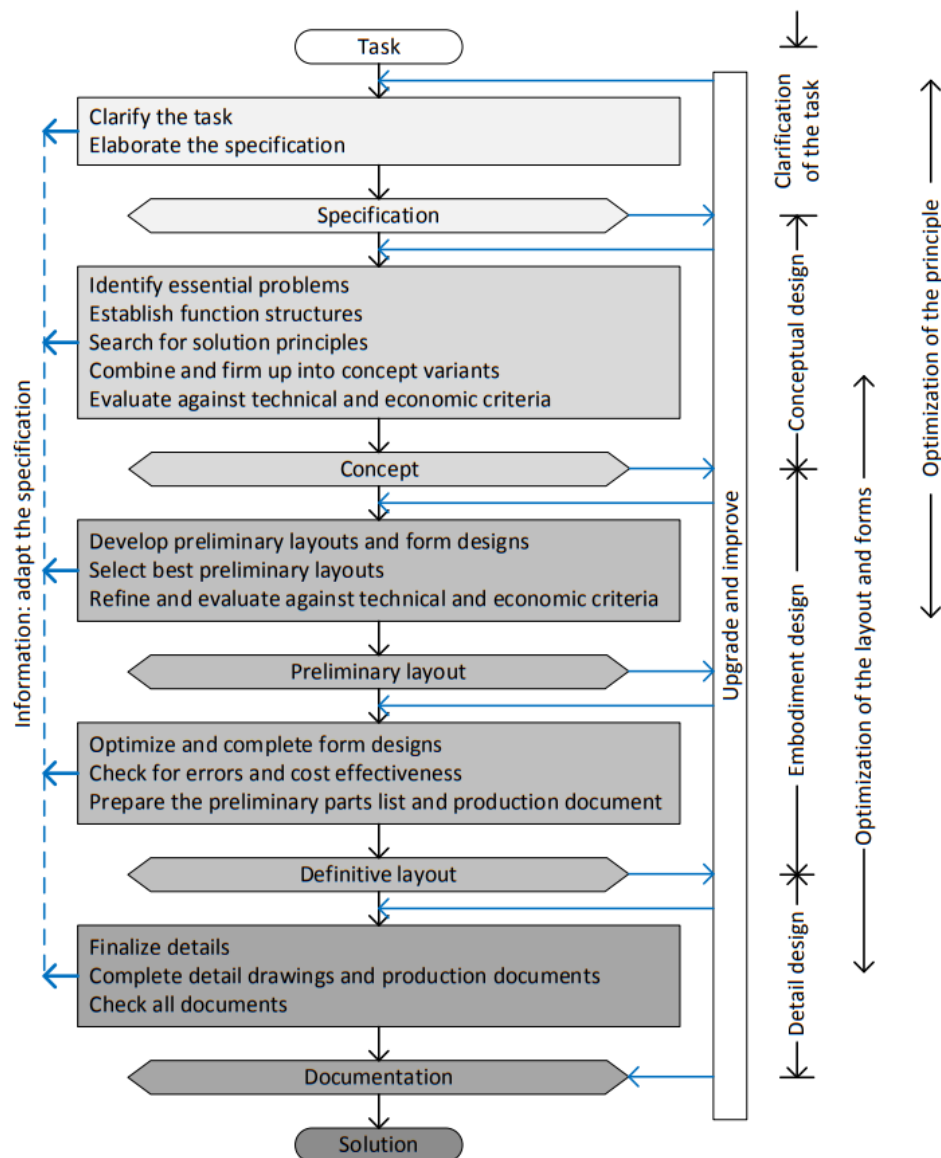 Task
Clarify the task
Elaborate the specification
Specification
Identify essential problems
Establish function structures
Search for solution principles
Combine and firm up into concept variants
Evaluate against technical and economic criteria
Concept
Develop preliminary layouts and form designs
Select best preliminary layouts
Refine and evaluate against technical and economic criteria
Preliminary layout
Optimize and complete form designs
Check for errors and cost effectiveness
Prepare the preliminary parts list and production document
Definitive layout
Finalize details
Complete detail drawings and production documents
Check all documents
Documentation
Solution
Information: adapt the specification
Upgrade and improve
Clarification
of the task
Conceptual design
Embodiment design
Detail design
Optimization of the layout and forms
Optimization of the principle